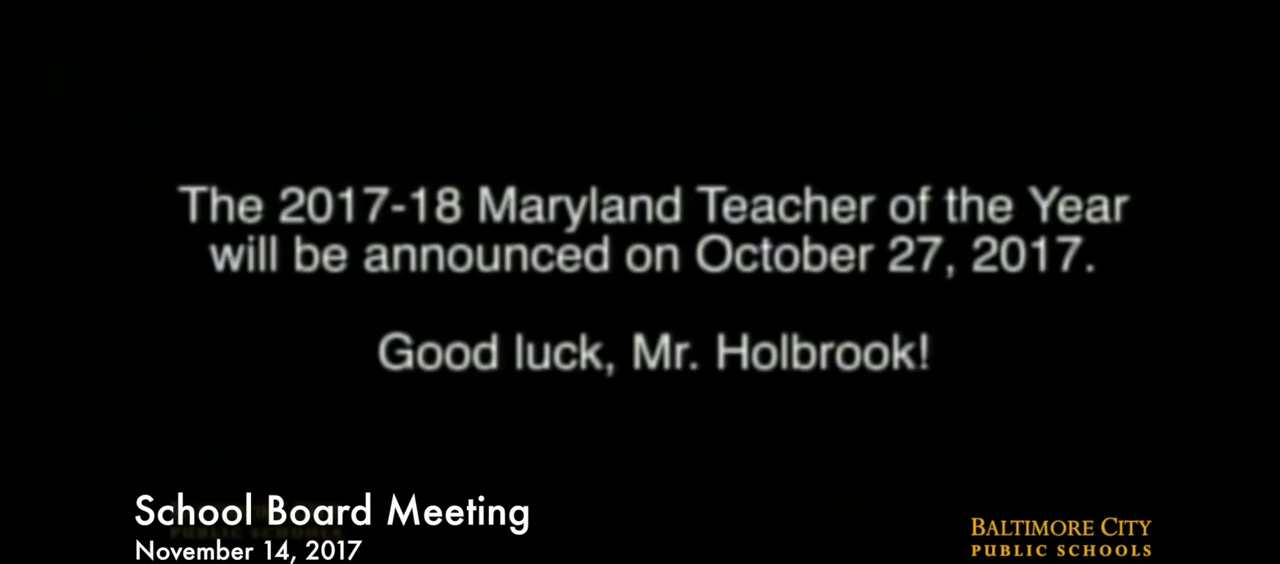 The 2017-18 Maryland Teacher of the Year
will be announced on October 27, 2017.
Good luck, Mr. Holbrook!
School Board Meeting
November 14, 2017
BALTIMORE CITY
PUBLIC SCHOOLS